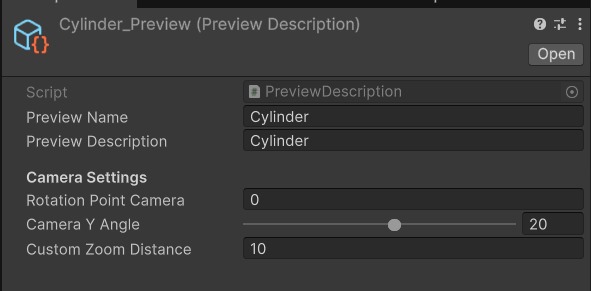 Cylinder_Preview (Preview Description)
Open
Script PreviewDescription
Preview Name Cylinder
Preview Description Cylinder
Camera Settings
Rotation Point Camera 0
Camera Y Angle 20
Custom Zoom Distance 10